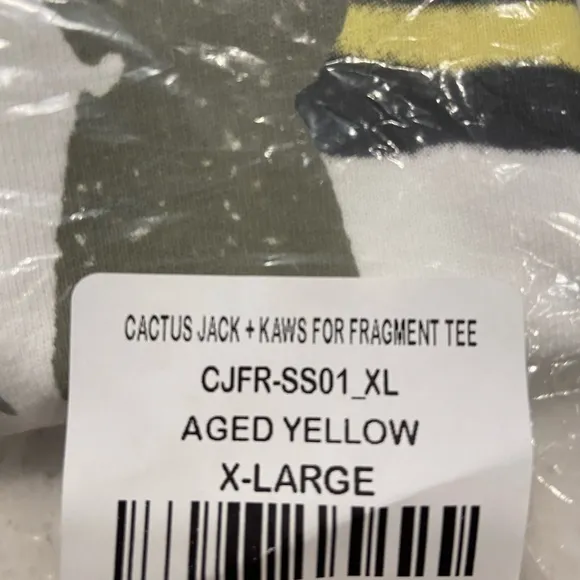 CACTUS JACK + KAWS FOR FRAGMENT TEE
CJFR-SS01_XL
AGED YELLOW
X-LARGE